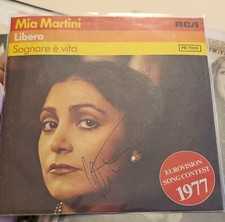 Mia Martini
RCA
Libera
Sognare è vita
EUROVISION
SONG CONTEST
1977